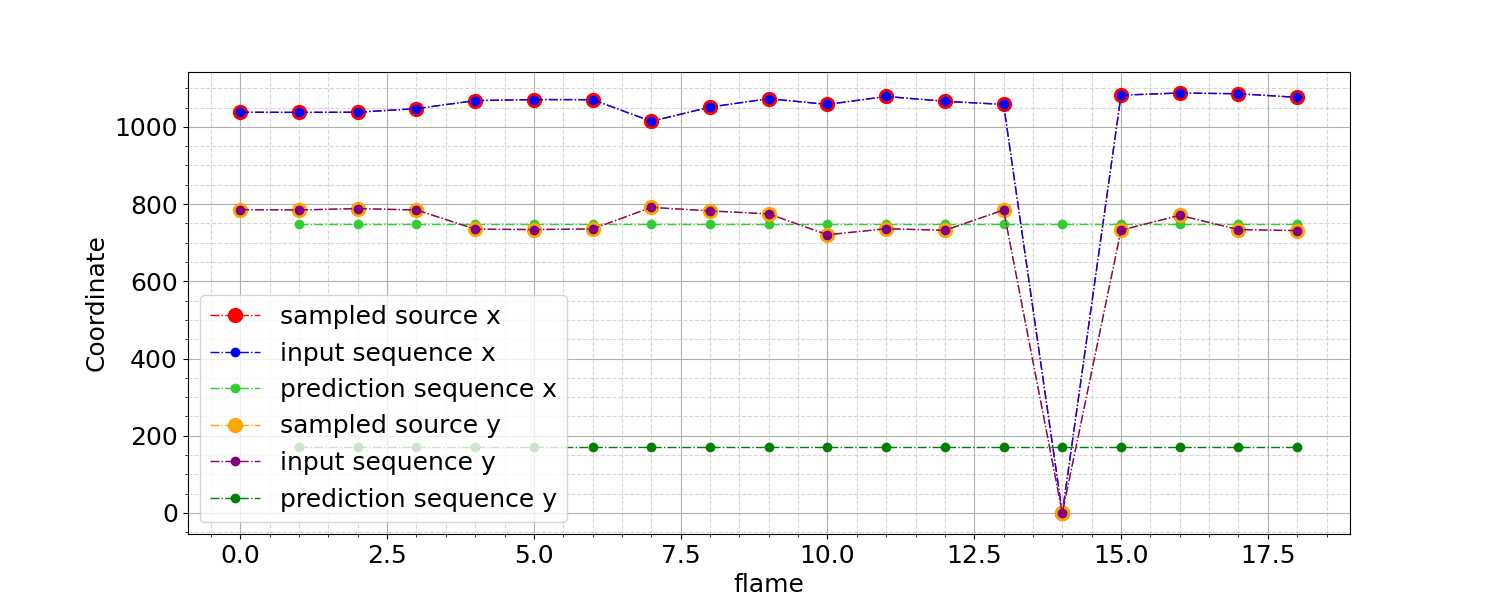 Coordinate
1000
800
600
400
200
0
sampled source x
input sequence x
prediction sequence x
sampled source y
input sequence y
prediction sequence y
0.0 2.5 5.0 7.5 10.0 12.5 15.0 17.5
flame